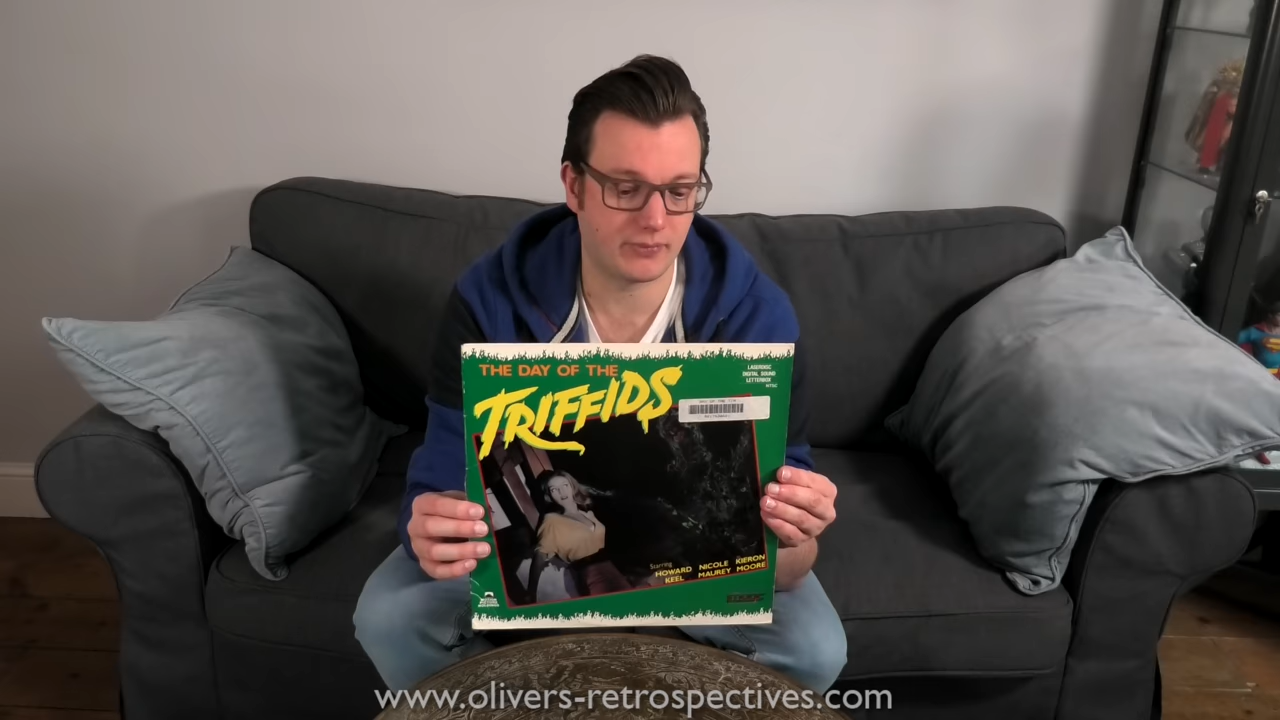 THE DAY OF THE
TRIFFIDS
LASERDISC
DIGITAL SOUND
LETTERBOX
NTSC
Starring
HOWARD KEEL
NICOLE MAUREY
KIERON MOORE
www.olivers-retrospectives.com